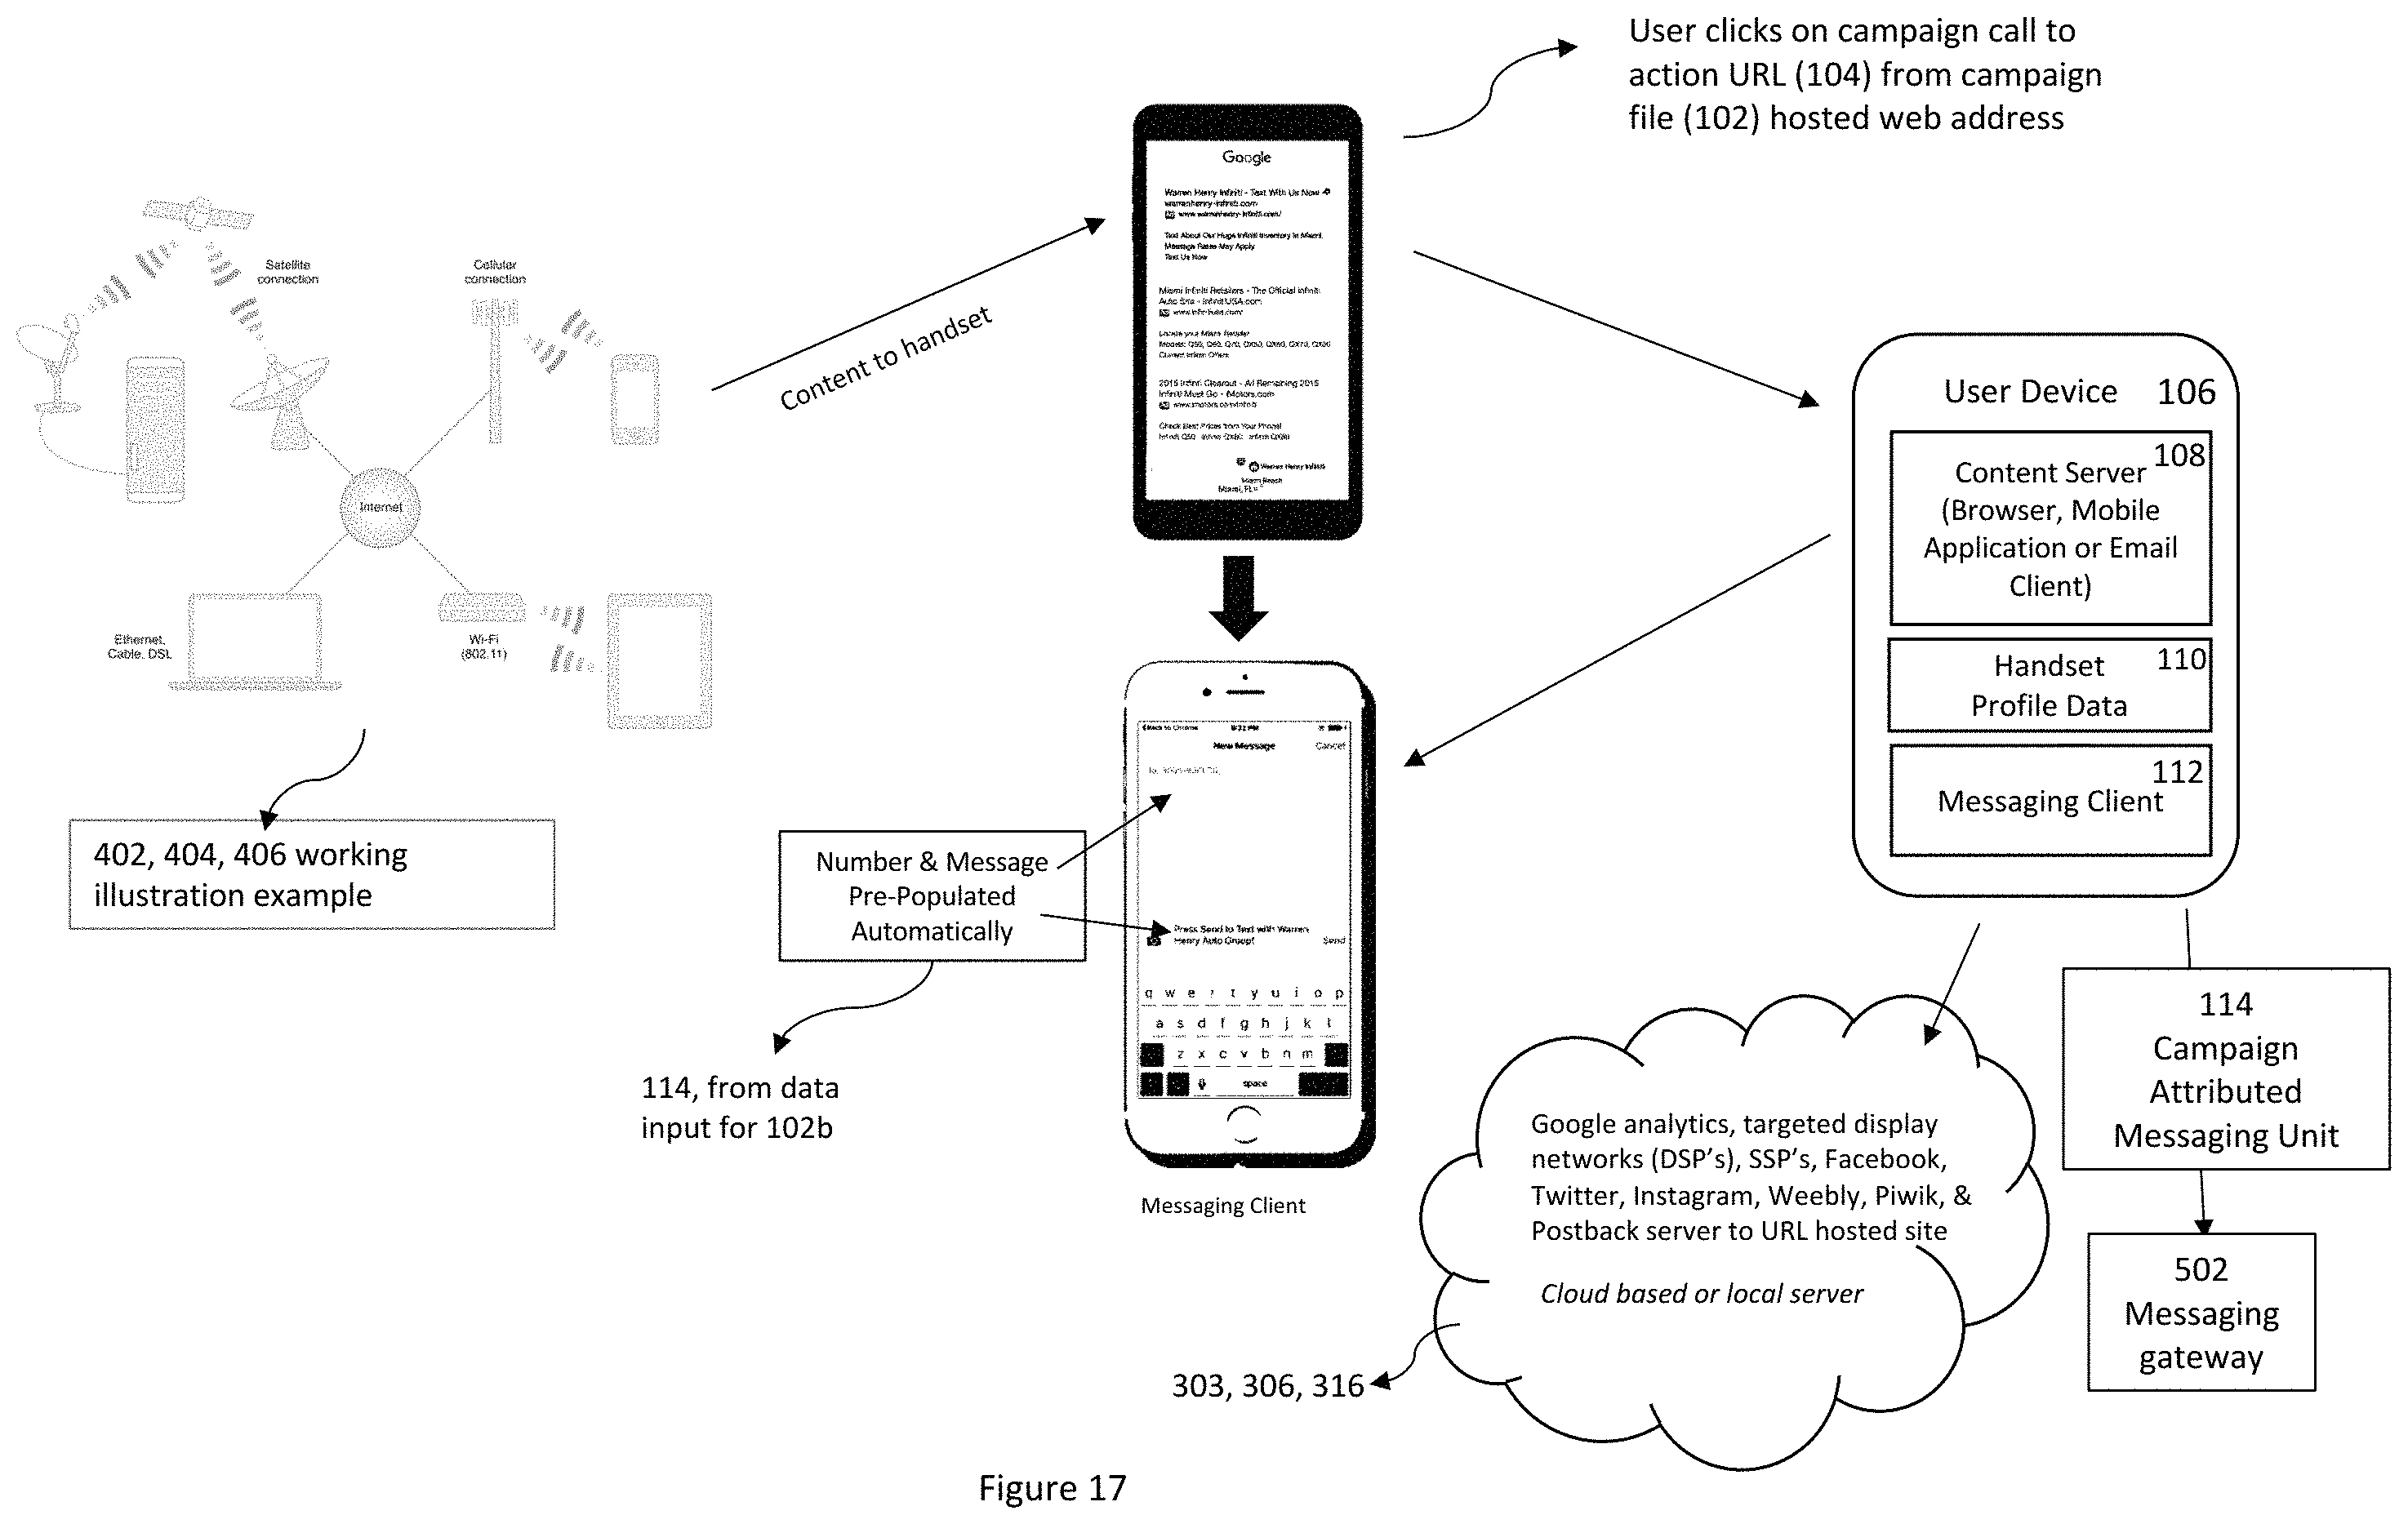 User clicks on campaign call to
action URL (104) from campaign
file (102) hosted web address
Satellite
connection
Cellular
connection
Internet
Ethernet,
Cable, DSL
Wi-Fi
(802.11)
402, 404, 406 working
illustration example
Content to handset
Google
Warren Henry Infiniti - Text With Us Now
warrenhenry-infiniti.com
www.warrenhenry-infiniti.com/
Text About Our Huge Infiniti Inventory In Miami.
Message Rates May Apply
Text Us Now
Miami Infiniti Retailers - The Official Infiniti
Auto Site - InfinitiUSA.com
www.infinitiusa.com/
Locate your Miami Retailer
Models: Q50, Q60, Q70, QX50, QX60, QX70, QX80
Current Infiniti Offers
2015 Infiniti Clearout - All Remaining 2015
Infiniti Must Go - iMotors.com
www.imotors.com/infiniti
Check Best Prices from Your Phone!
Infiniti Q50 Infiniti QX60 Infiniti QX80
Warren Henry Infiniti
Miami Beach
Miami, FL
Back to Chrome
9:32 PM
New Message
Cancel
Press Send to Text with Warren
Henry Auto Group!
Send
q w e r t y u i o p
a s d f g h j k l
z x c v b n m
space
Messaging Client
Number & Message
Pre-Populated
Automatically
114, from data
input for 102b
User Device 106
108
Content Server
(Browser, Mobile
Application or Email
Client)
110
Handset
Profile Data
112
Messaging Client
114
Campaign
Attributed
Messaging Unit
502
Messaging
gateway
Google analytics, targeted display
networks (DSP's), SSP's, Facebook,
Twitter, Instagram, Weebly, Piwik, &
Postback server to URL hosted site
Cloud based or local server
303, 306, 316
Figure 17